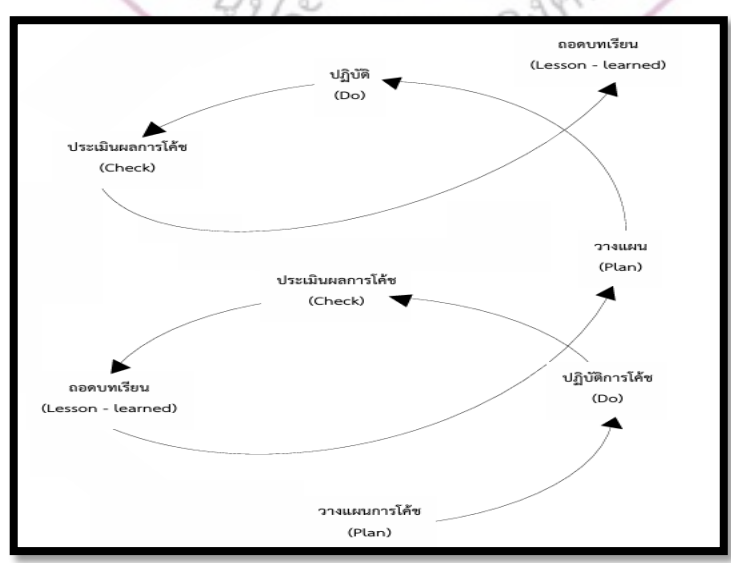 ถอดบทเรียน
(Lesson - learned)
ปฏิบัติ
(Do)
ประเมินผลการโค้ช
(Check)
วางแผน
(Plan)
ประเมินผลการโค้ช
(Check)
ปฏิบัติการโค้ช
(Do)
ถอดบทเรียน
(Lesson - learned)
วางแผนการโค้ช
(Plan)